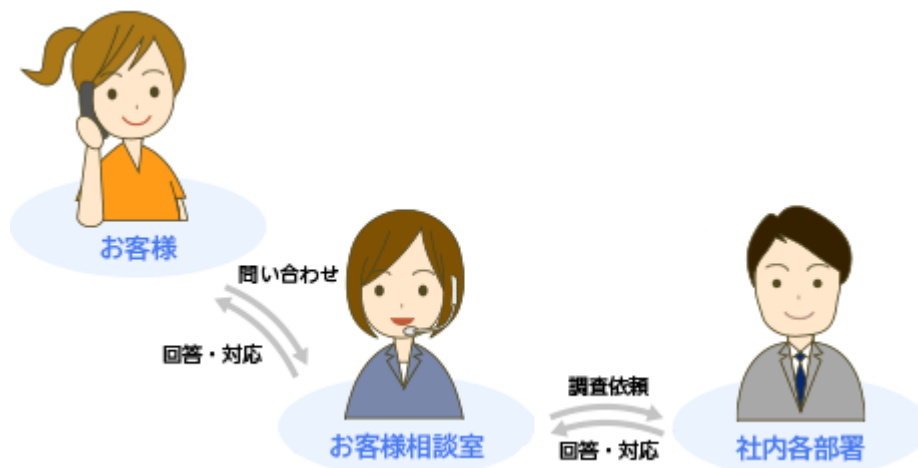 お客様
問い合わせ
回答・対応
お客様相談室
調査依頼
回答・対応
社内各部署